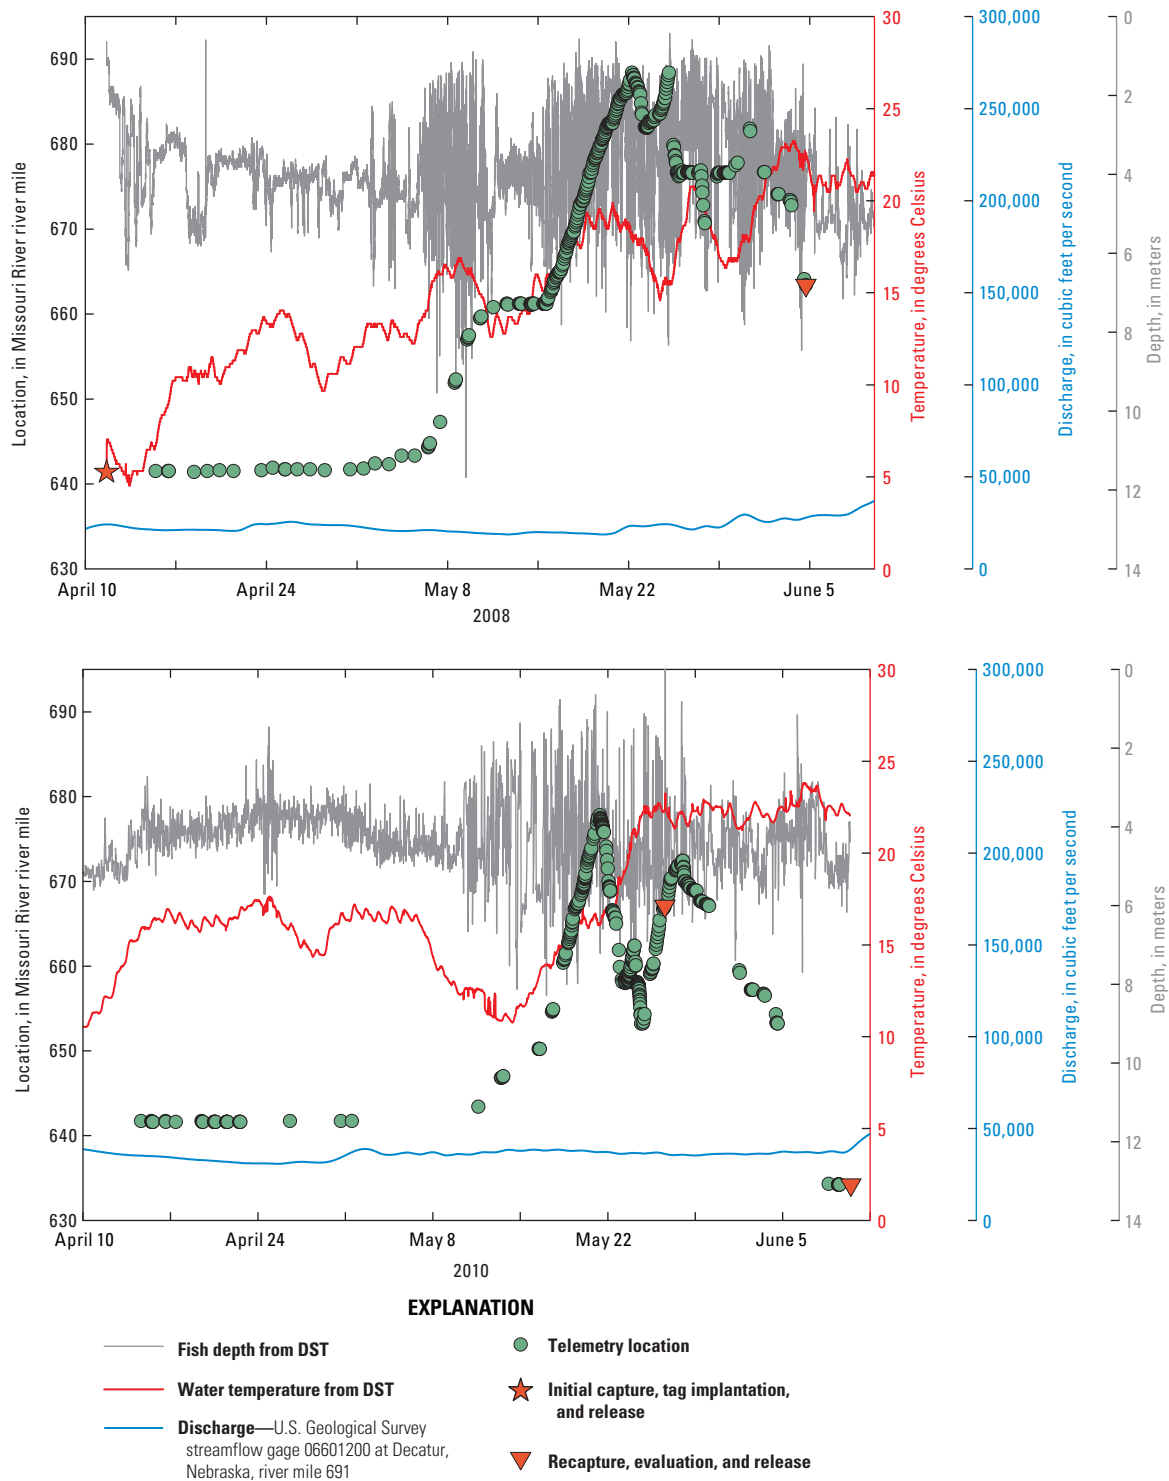 690
680
670
660
650
640
630
Location, in Missouri River river mile
30
25
20
15
10
5
0
Temperature, in degrees Celsius
300,000
250,000
200,000
150,000
100,000
50,000
0
Discharge, in cubic feet per second
0
2
4
6
8
10
12
14
Depth, in meters
April 10
April 24
May 8
May 22
June 5
2008
690
680
670
660
650
640
630
Location, in Missouri River river mile
30
25
20
15
10
5
0
Temperature, in degrees Celsius
300,000
250,000
200,000
150,000
100,000
50,000
0
Discharge, in cubic feet per second
0
2
4
6
8
10
12
14
Depth, in meters
April 10
April 24
May 8
May 22
June 5
2010
EXPLANATION
Fish depth from DST
Water temperature from DST
Discharge—U.S. Geological Survey
streamflow gage 06601200 at Decatur,
Nebraska, river mile 691
Telemetry location
Initial capture, tag implantation,
and release
Recapture, evaluation, and release